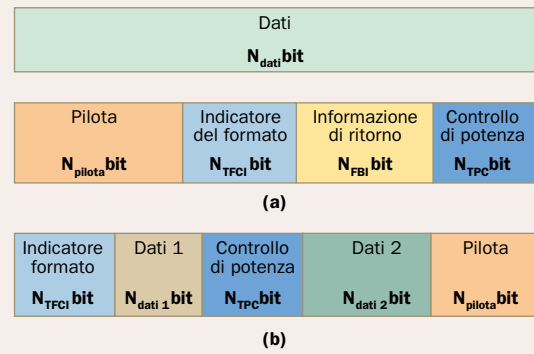 Dati
N_dati bit
Pilota
N_pilota bit
Indicatore
del formato
N_TFCI bit
Informazione
di ritorno
N_FBI bit
Controllo
di potenza
N_TPC bit
(a)
Indicatore
formato
N_TFCI bit
Dati 1
N_dati 1 bit
Controllo
di potenza
N_TPC bit
Dati 2
N_dati 2 bit
Pilota
N_pilota bit
(b)